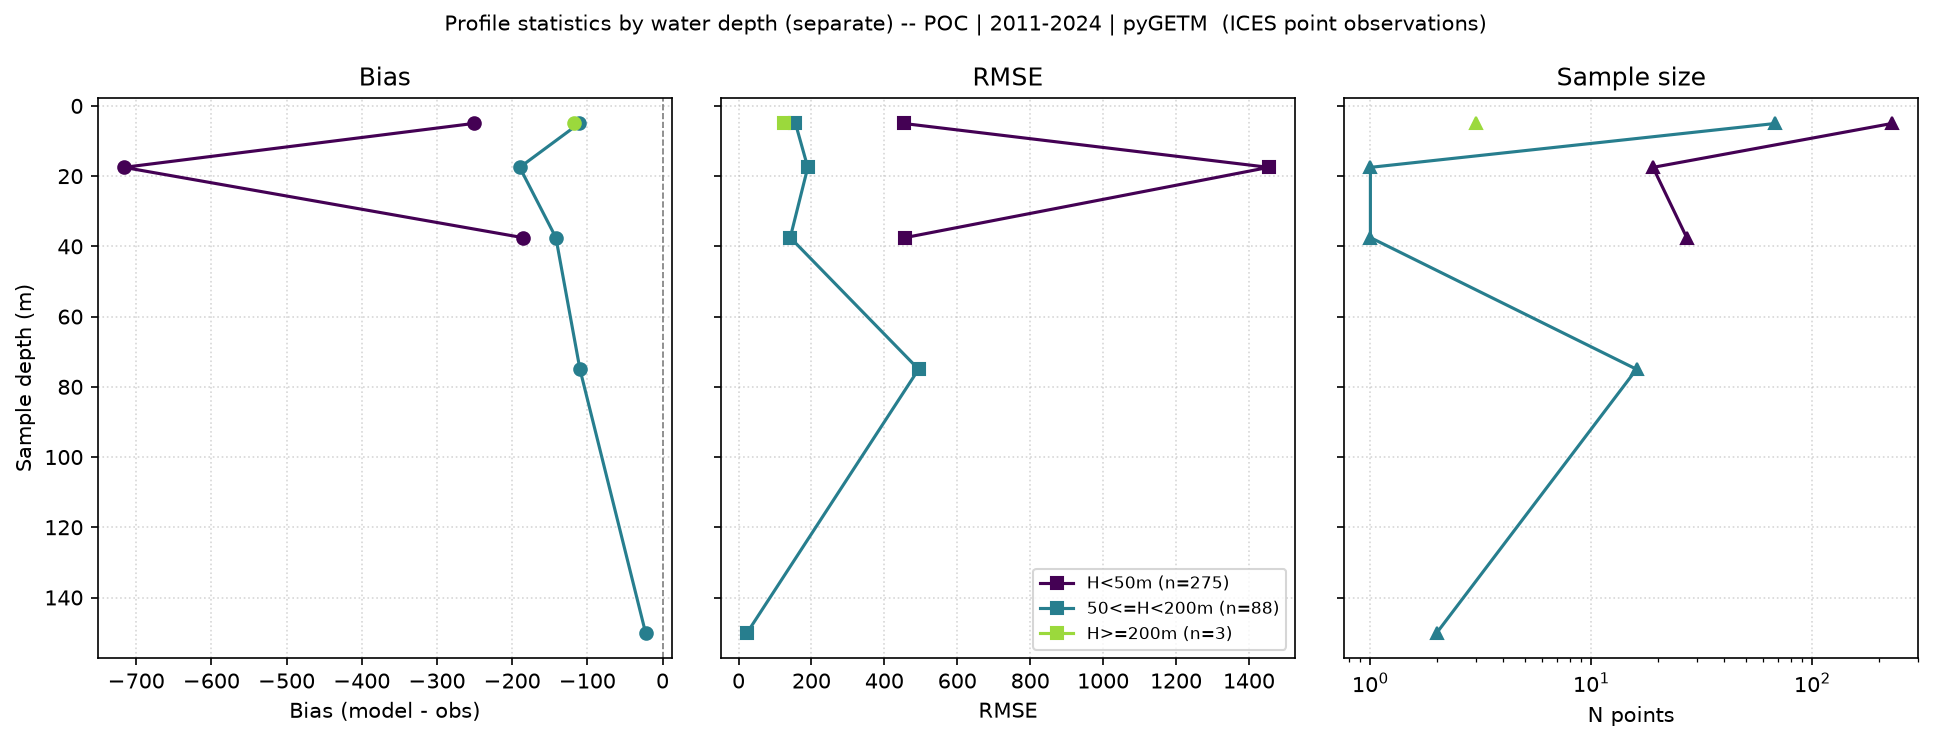 Profile statistics by water depth (separate) -- POC | 2011-2024 | pyGETM  (ICES point observations)
Bias
RMSE
Sample size
0
20
40
60
80
100
120
140
Sample depth (m)
−700 −600 −500 −400 −300 −200 −100 0
Bias (model - obs)
0 200 400 600 800 1000 1200 1400
RMSE
H<50m (n=275)
50<=H<200m (n=88)
H>=200m (n=3)
10⁰ 10¹ 10²
N points